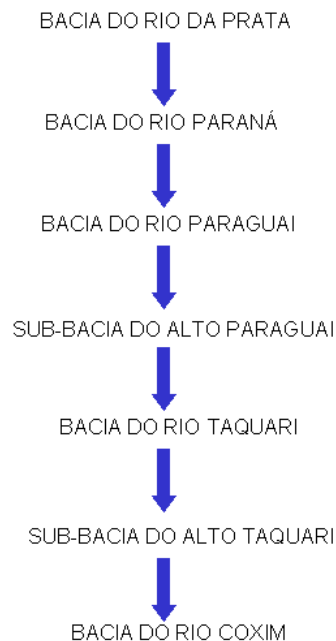 BACIA DO RIO DA PRATA
BACIA DO RIO PARANÁ
BACIA DO RIO PARAGUAI
SUB-BACIA DO ALTO PARAGUAI
BACIA DO RIO TAQUARI
SUB-BACIA DO ALTO TAQUARI
BACIA DO RIO COXIM